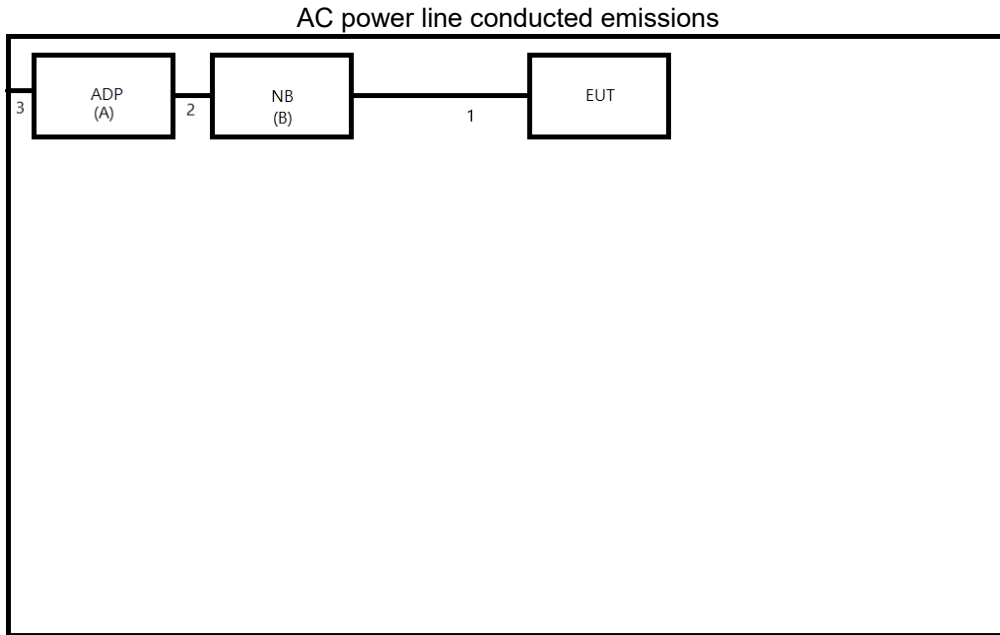 AC power line conducted emissions
3
ADP
(A)
2
NB
(B)
1
EUT